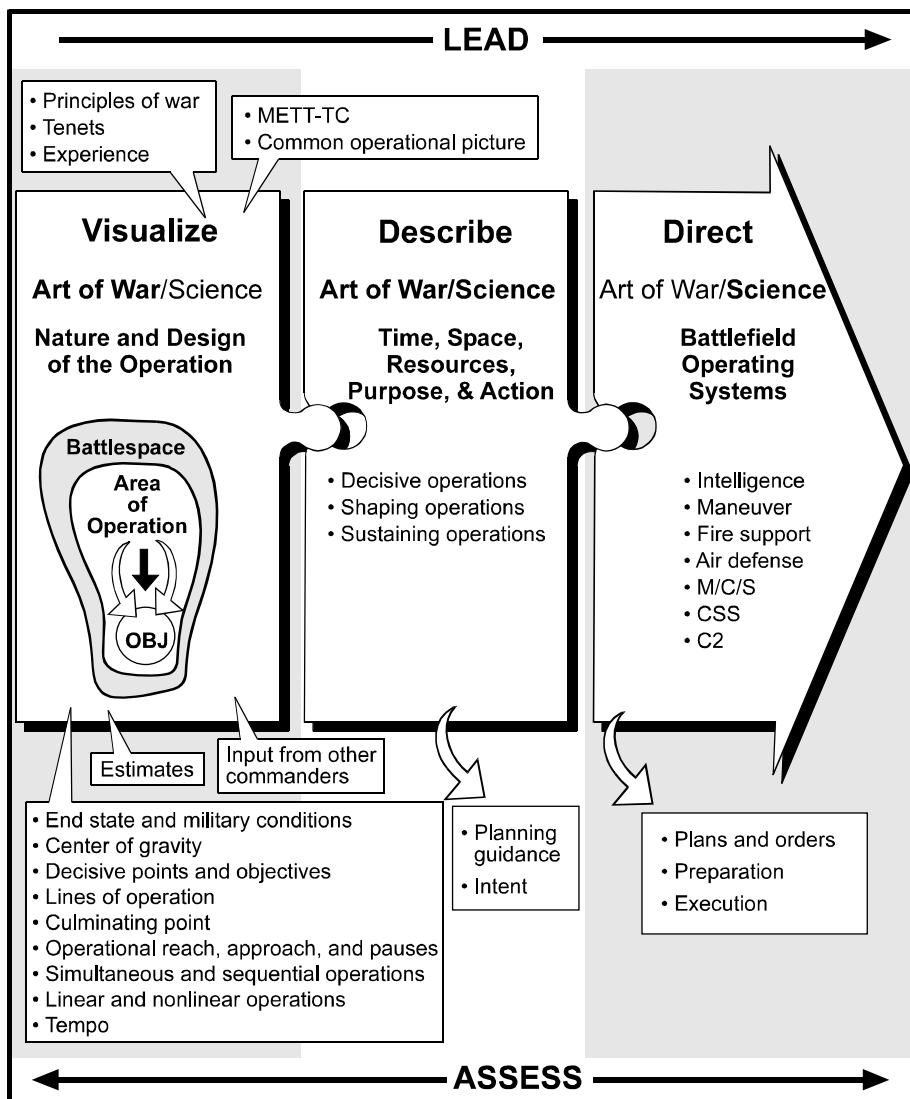 LEAD
• Principles of war
• Tenets
• Experience
• METT-TC
• Common operational picture
Visualize
Art of War/Science
Nature and Design
of the Operation
Battlespace
Area
of
Operation
OBJ
Describe
Art of War/Science
Time, Space,
Resources,
Purpose, & Action
• Decisive operations
• Shaping operations
• Sustaining operations
Direct
Art of War/Science
Battlefield
Operating
Systems
• Intelligence
• Maneuver
• Fire support
• Air defense
• M/C/S
• CSS
• C2
Estimates
Input from other
commanders
• End state and military conditions
• Center of gravity
• Decisive points and objectives
• Lines of operation
• Culminating point
• Operational reach, approach, and pauses
• Simultaneous and sequential operations
• Linear and nonlinear operations
• Tempo
• Planning
guidance
• Intent
• Plans and orders
• Preparation
• Execution
ASSESS